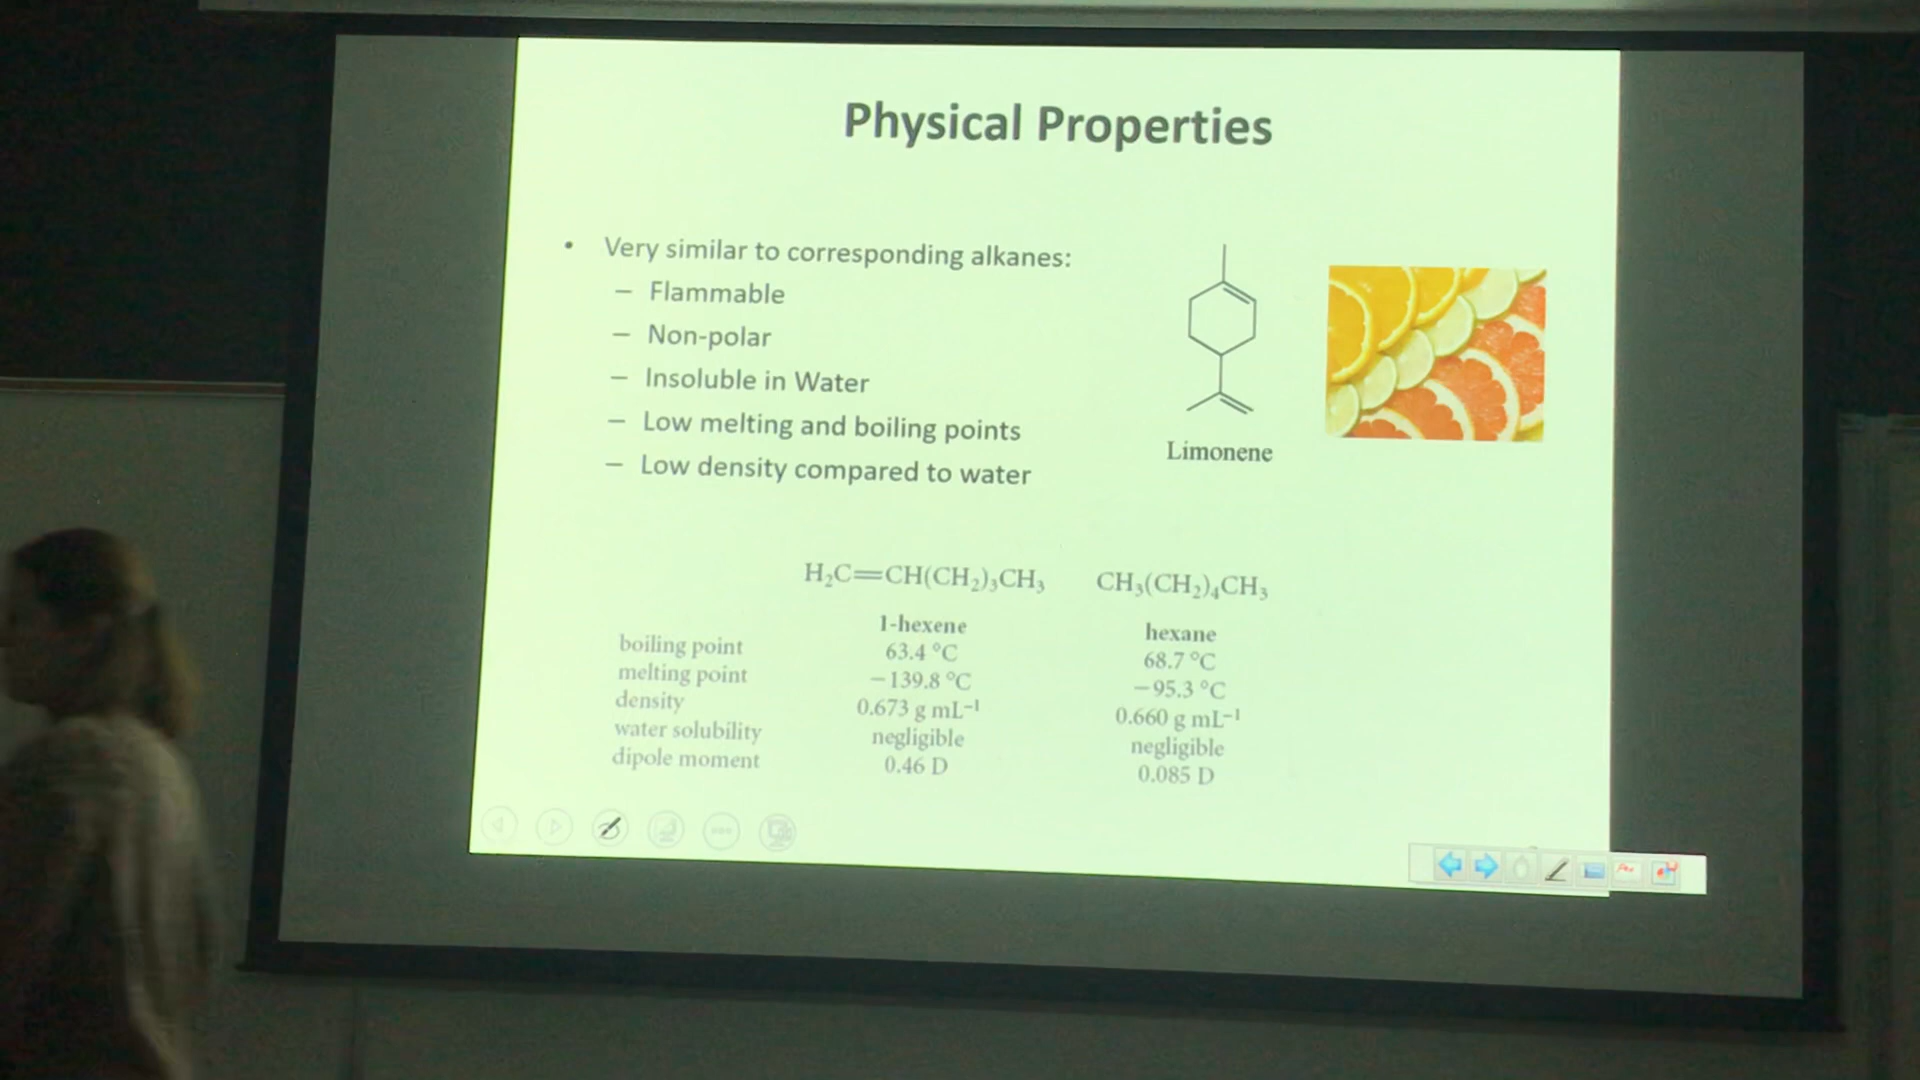 Physical Properties
• Very similar to corresponding alkanes:
– Flammable
– Non-polar
– Insoluble in Water
– Low melting and boiling points
– Low density compared to water
Limonene
H₂C=CH(CH₂)₃CH₃ CH₃(CH₂)₄CH₃
1-hexene hexane
boiling point 63.4 °C 68.7 °C
melting point −139.8 °C −95.3 °C
density 0.673 g mL⁻¹ 0.660 g mL⁻¹
water solubility negligible negligible
dipole moment 0.46 D 0.085 D